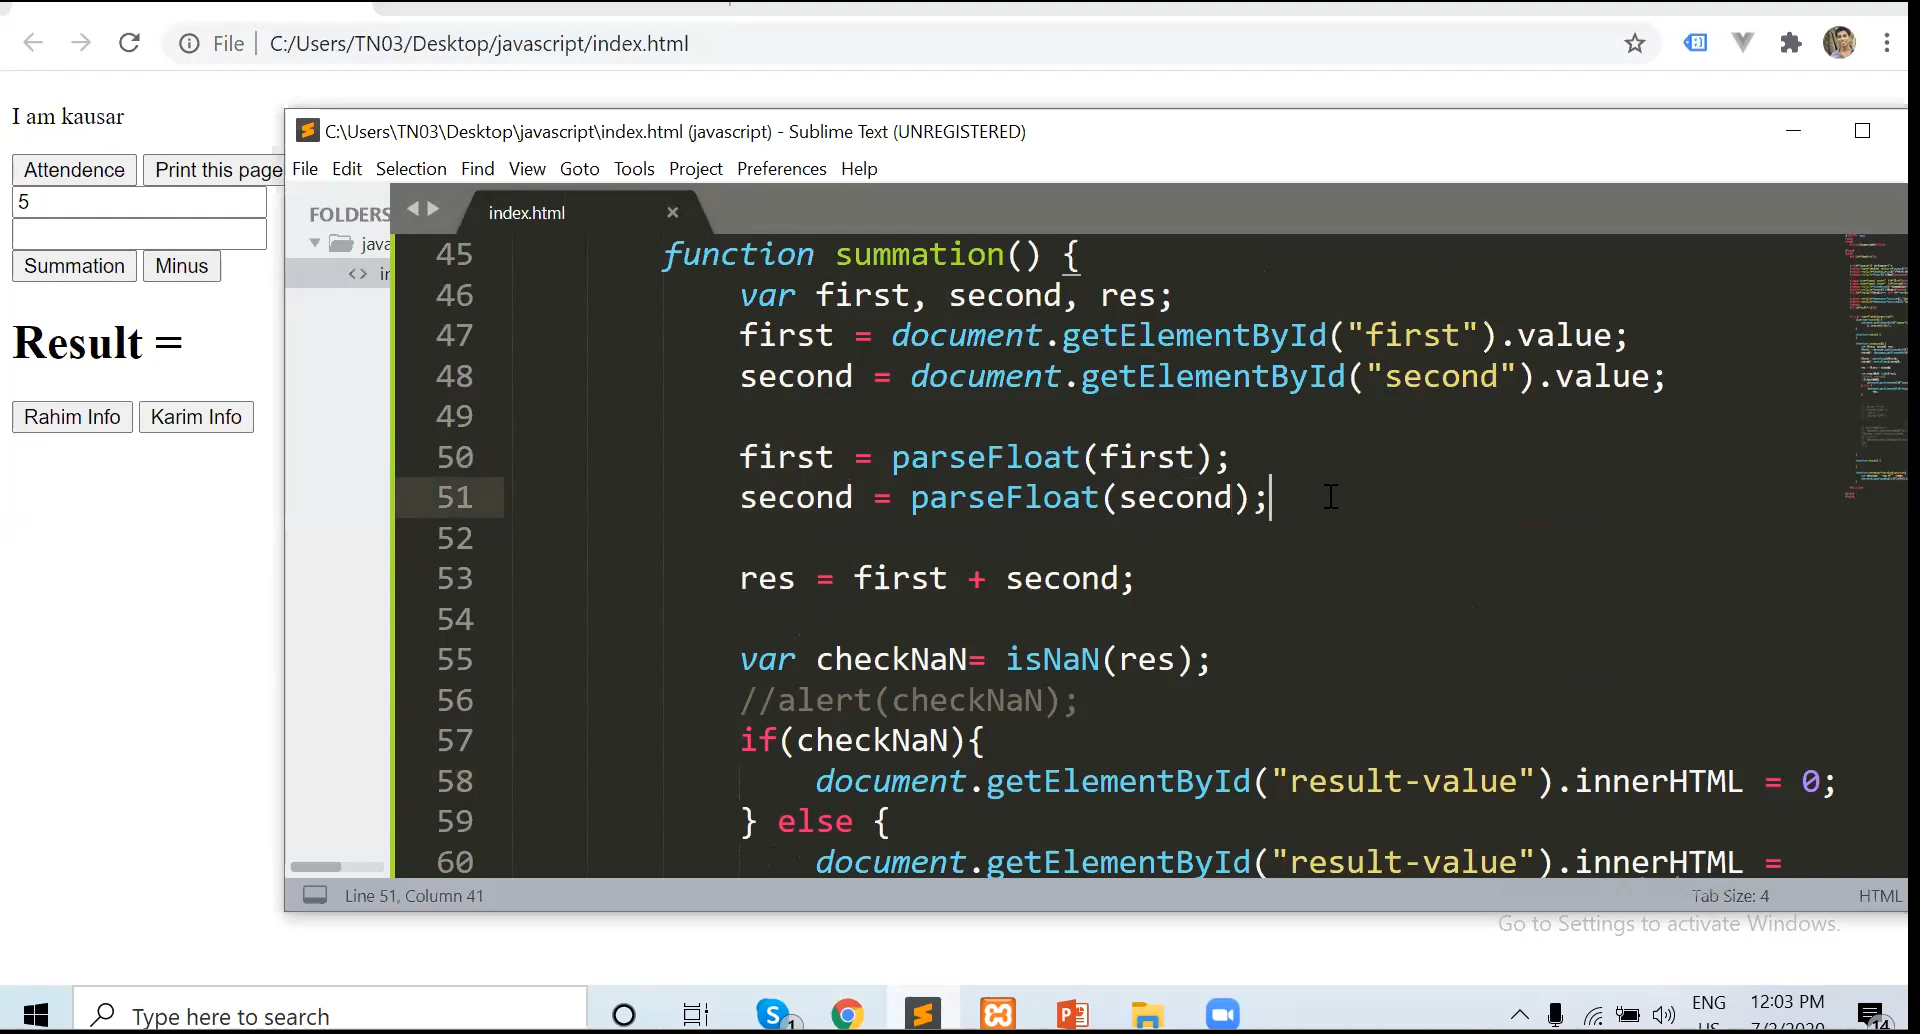 File C:/Users/TN03/Desktop/javascript/index.html
I am kausar
Attendence Print this page
5
Summation Minus
Result =
Rahim Info Karim Info
C:\Users\TN03\Desktop\javascript\index.html (javascript) - Sublime Text (UNREGISTERED)
File Edit Selection Find View Goto Tools Project Preferences Help
FOLDERS
index.html
java
in
45 function summation() {
46 var first, second, res;
47 first = document.getElementById("first").value;
48 second = document.getElementById("second").value;
49
50 first = parseFloat(first);
51 second = parseFloat(second);
52
53 res = first + second;
54
55 var checkNaN= isNaN(res);
56 //alert(checkNaN);
57 if(checkNaN){
58 document.getElementById("result-value").innerHTML = 0;
59 } else {
60 document.getElementById("result-value").innerHTML =
Line 51, Column 41
Tab Size: 4
HTML
Go to Settings to activate Windows.
Type here to search
1
ENG
12:03 PM
14